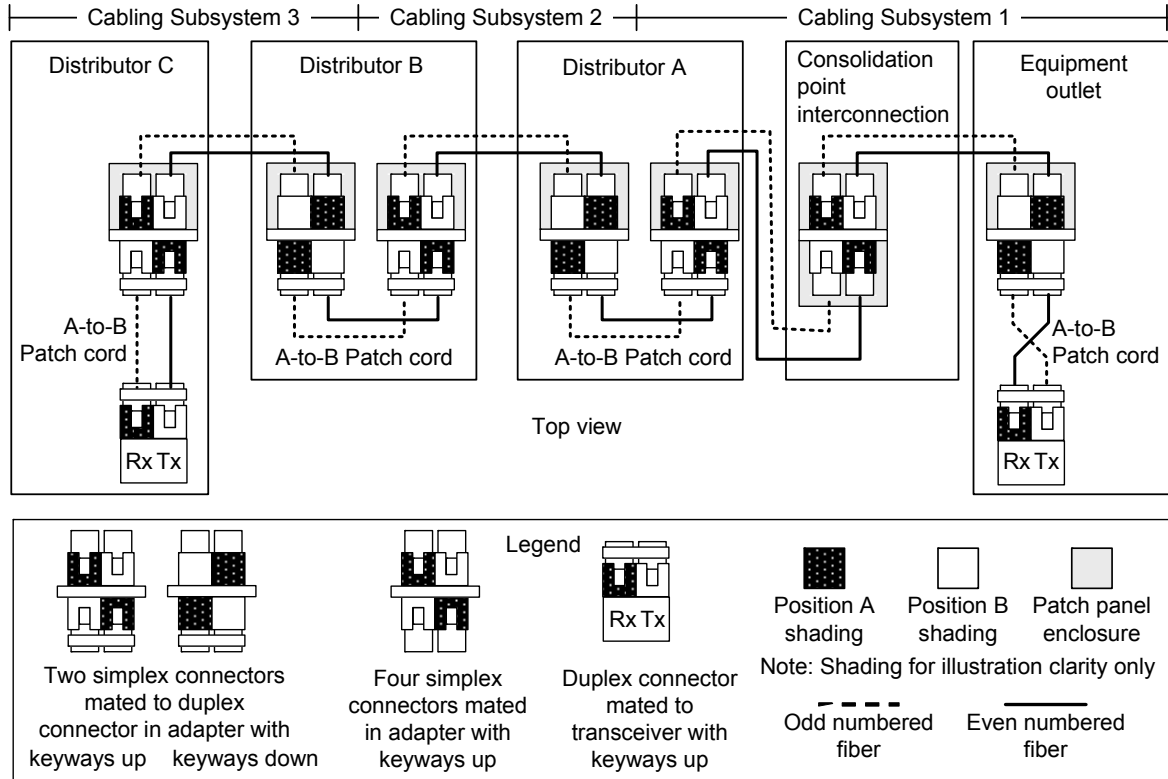 Cabling Subsystem 3
Cabling Subsystem 2
Cabling Subsystem 1
Distributor C
Distributor B
Distributor A
Consolidation
point
interconnection
Equipment
outlet
A-to-B
Patch cord
A-to-B Patch cord
A-to-B Patch cord
A-to-B
Patch cord
Top view
Rx Tx
Rx Tx
Legend
Rx Tx
Two simplex connectors
mated to duplex
connector in adapter with
keyways up
keyways down
Four simplex
connectors mated
in adapter with
keyways up
Duplex connector
mated to
transceiver with
keyways up
Position A
shading
Position B
shading
Patch panel
enclosure
Note: Shading for illustration clarity only
Odd numbered
fiber
Even numbered
fiber